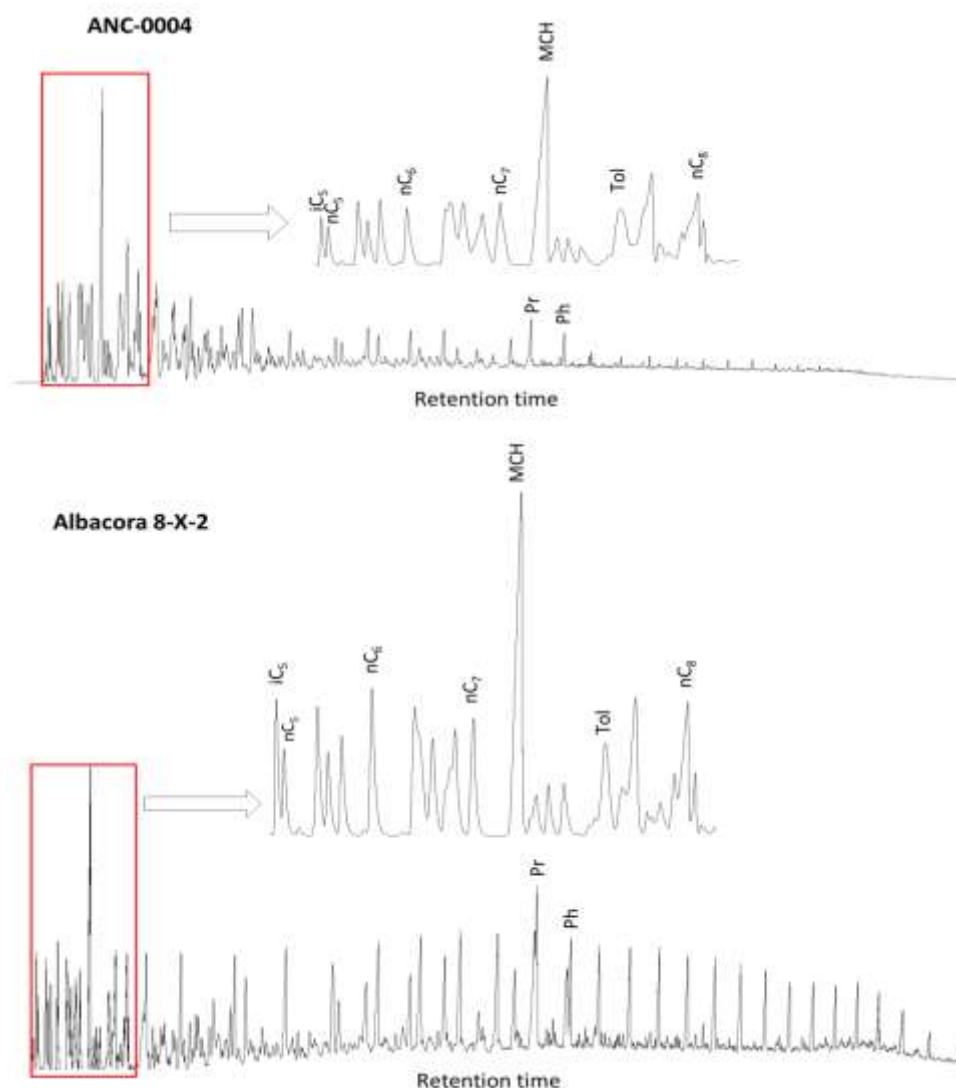 ANC-0004
MCH
iC₅
nC₅
nC₆
nC₇
Tol
nC₈
Pr
Ph
Retention time
Albacora 8-X-2
MCH
iC₅
nC₅
nC₆
nC₇
Tol
nC₈
Pr
Ph
Retention time